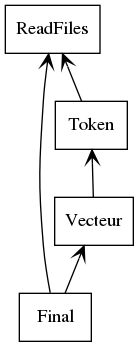 ReadFiles
Token
Vecteur
Final